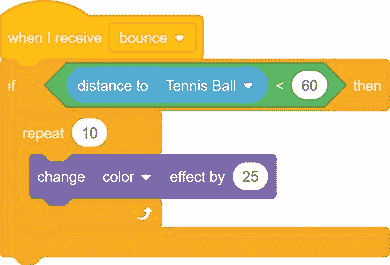 when I receive bounce
if distance to Tennis Ball < 60 then
repeat 10
change color effect by 25